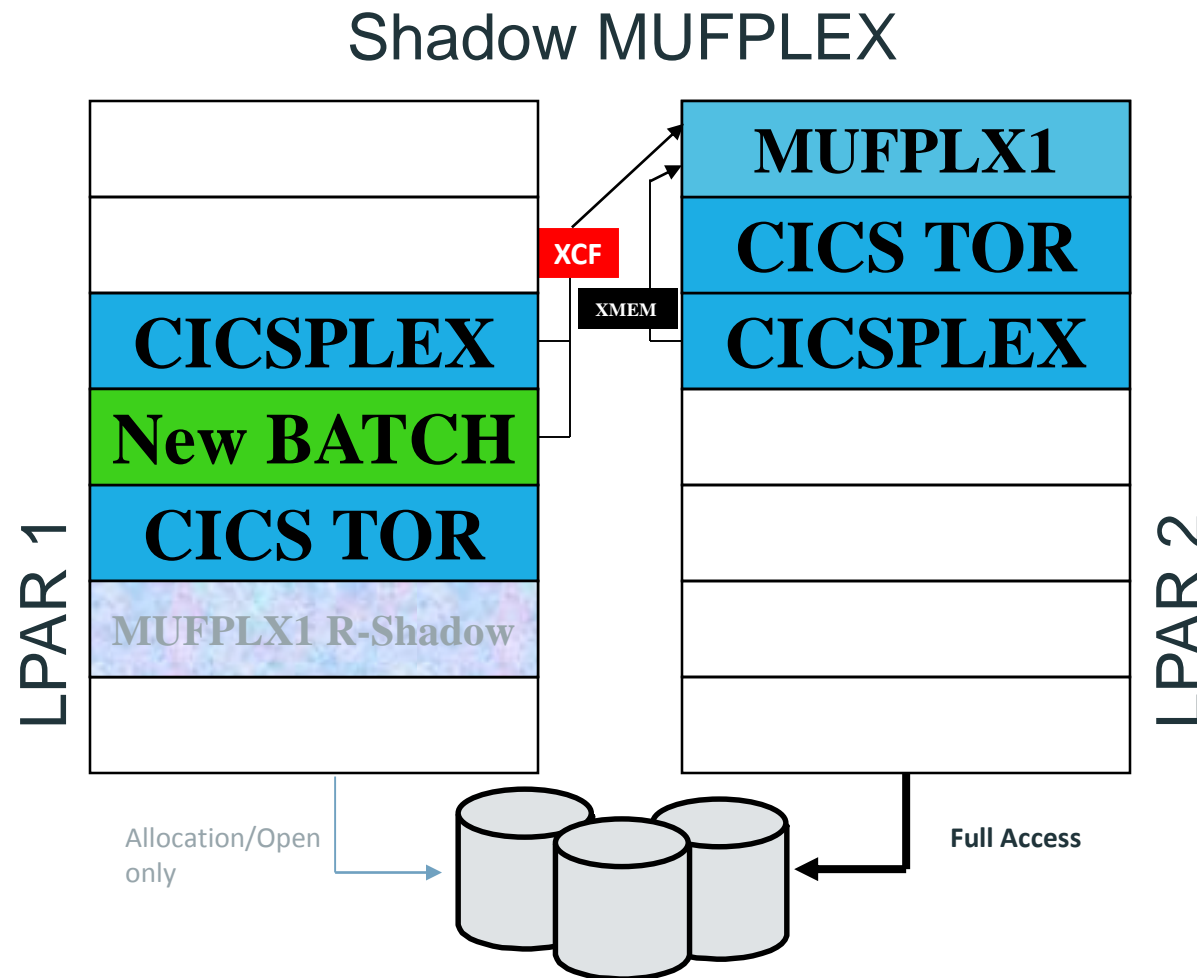 Shadow MUFPLEX
LPAR 1
CICSPLEX
New BATCH
CICS TOR
MUFPLX1 R-Shadow
XCF
XMEM
MUFPLX1
CICS TOR
CICSPLEX
LPAR 2
Allocation/Open
only
Full Access